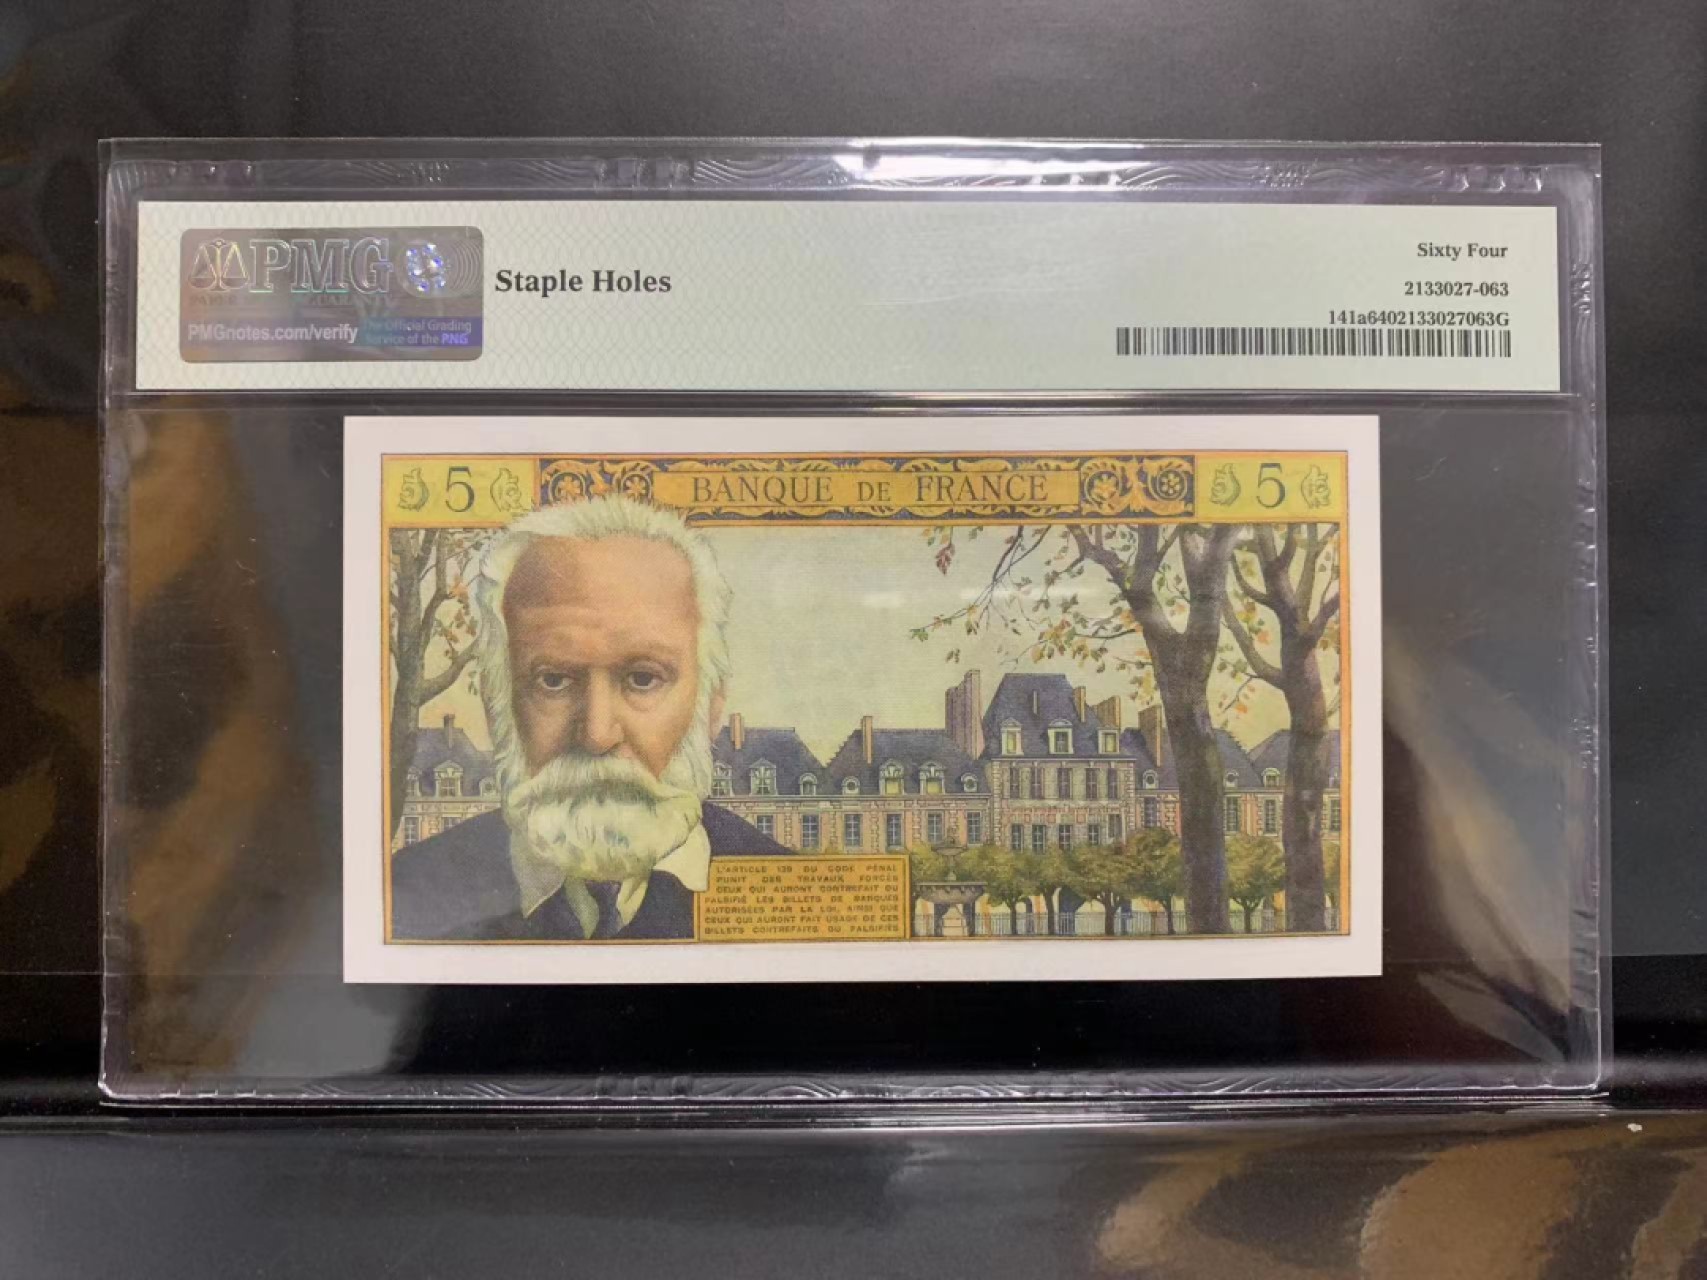 PMG
PAPER MONEY GUARANTY
PMGnotes.com/verify
The Official Grading
Service of the PNG
Staple Holes
Sixty Four
2133027-063
141a6402133027063G
5
BANQUE DE FRANCE
5
L'ARTICLE 139 DU CODE PÉNAL
PUNIT DES TRAVAUX FORCÉS
CEUX QUI AURONT CONTREFAIT OU
FALSIFIÉ LES BILLETS DE BANQUES
AUTORISÉES PAR LA LOI, AINSI QUE
CEUX QUI AURONT FAIT USAGE DE CES
BILLETS CONTREFAITS OU FALSIFIÉS